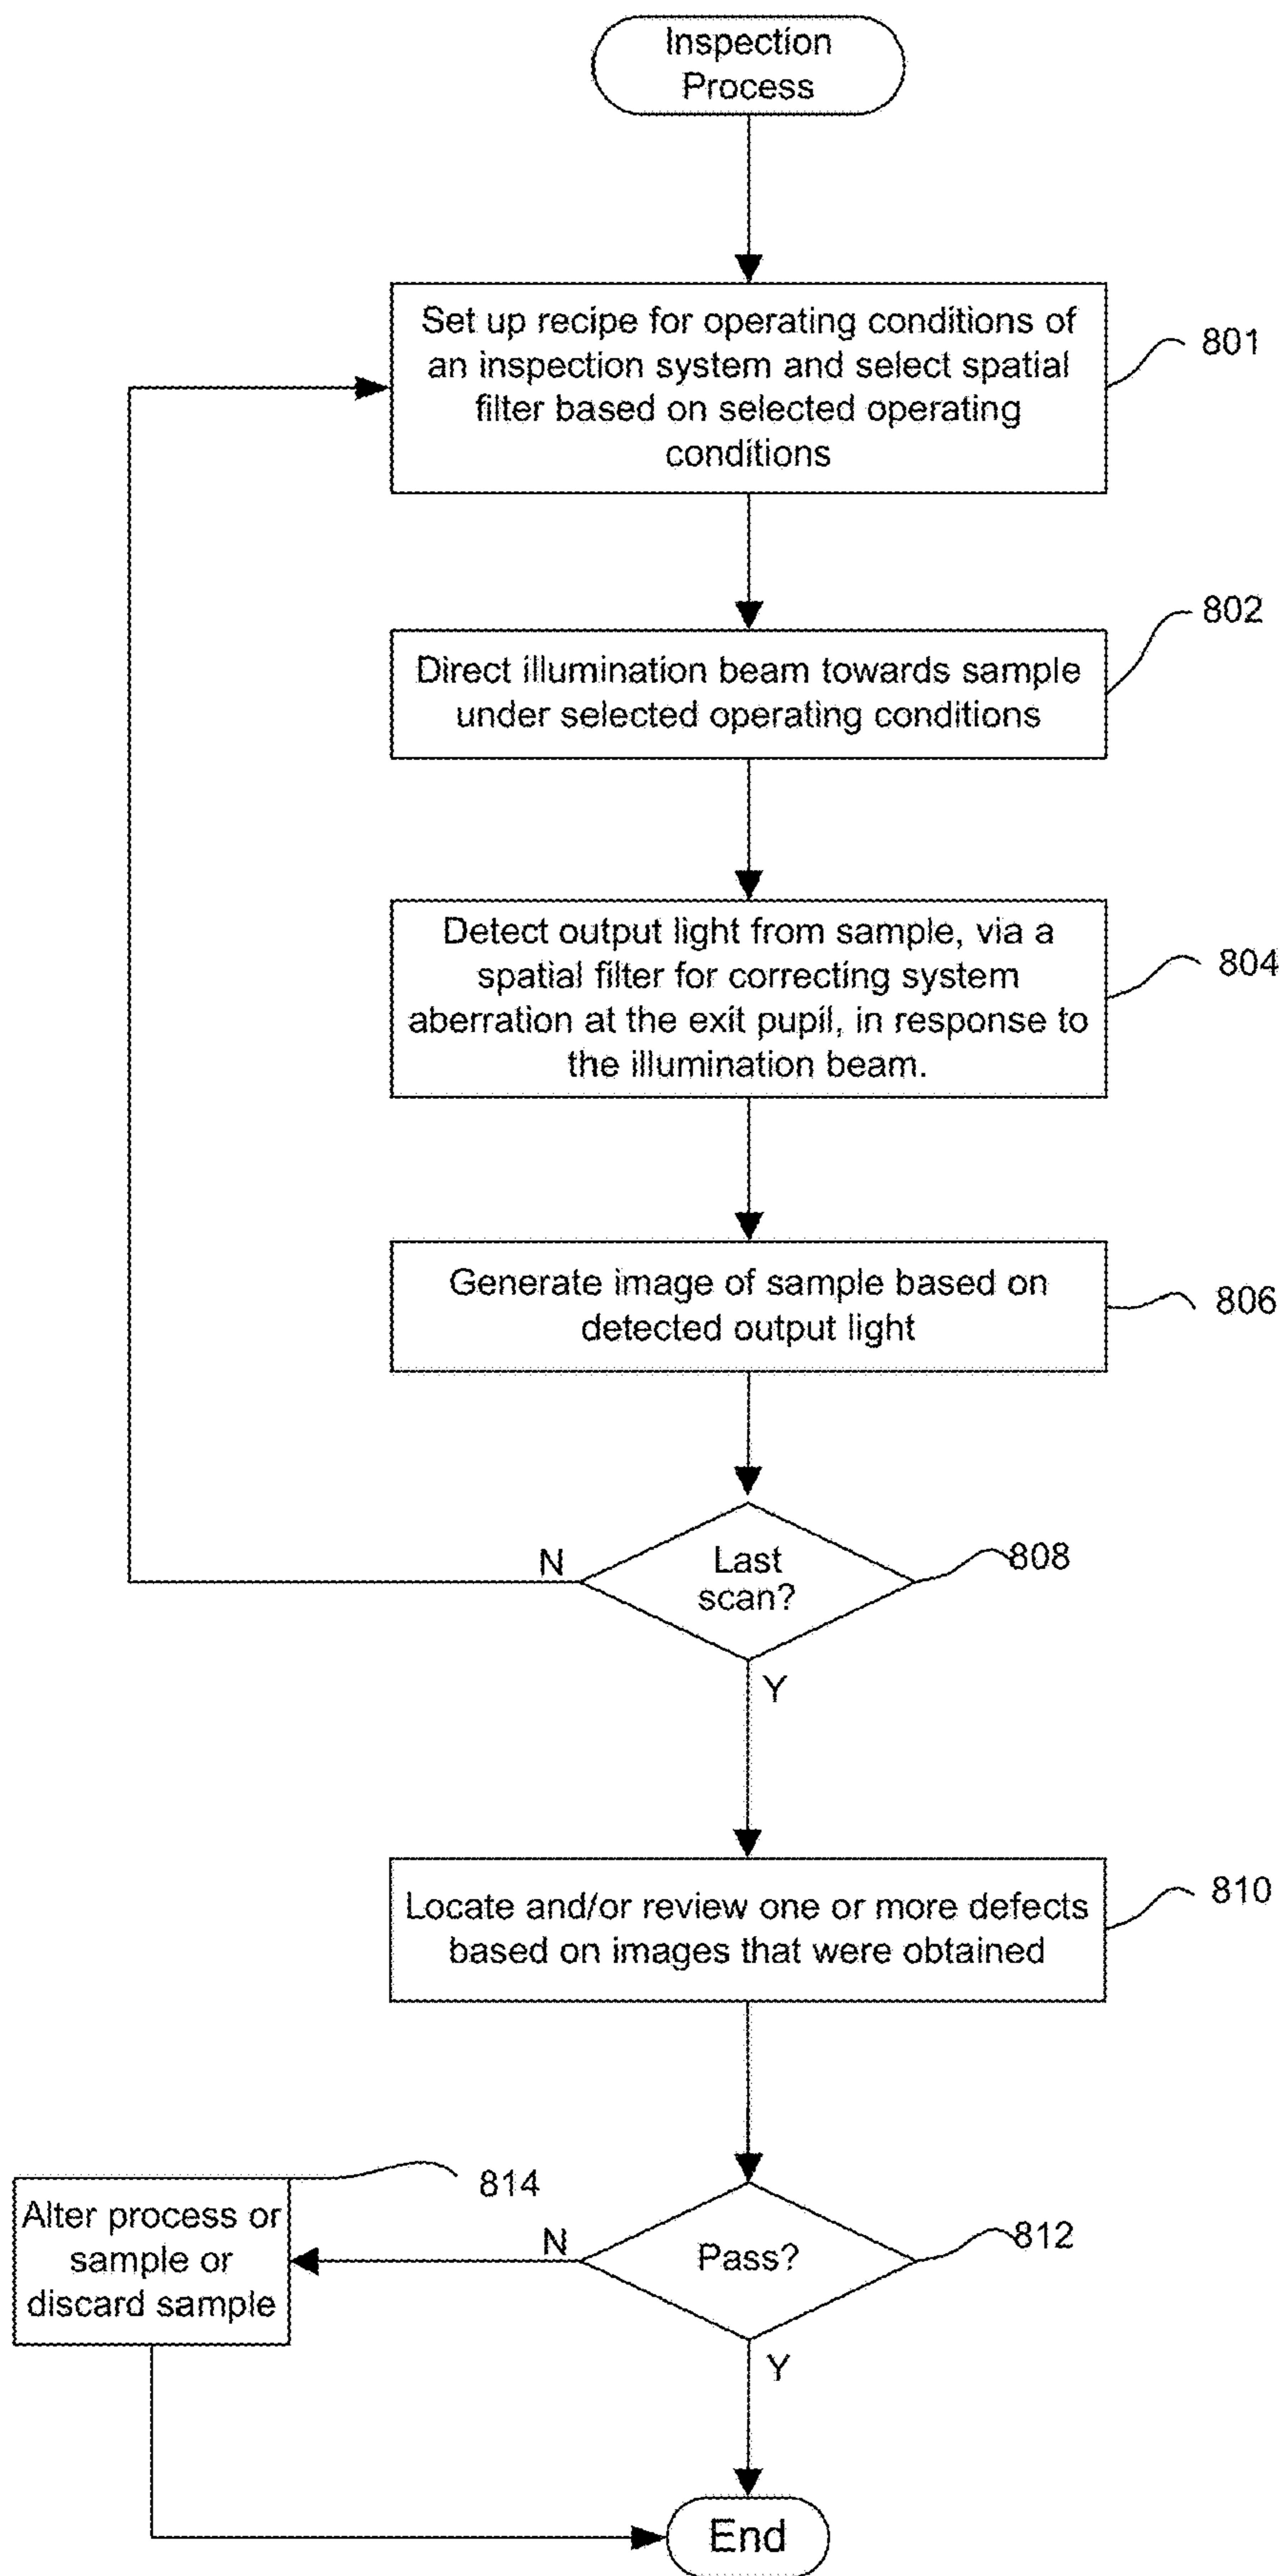 Inspection
Process
Set up recipe for operating conditions of
an inspection system and select spatial
filter based on selected operating
conditions
801
802
Direct illumination beam towards sample
under selected operating conditions
Detect output light from sample, via a
spatial filter for correcting system
aberration at the exit pupil, in response to
the illumination beam.
804
Generate image of sample based on
detected output light
806
Last
scan?
N
808
Y
Locate and/or review one or more defects
based on images that were obtained
810
814
Alter process or
sample or
discard sample
N
Pass?
812
Y
End